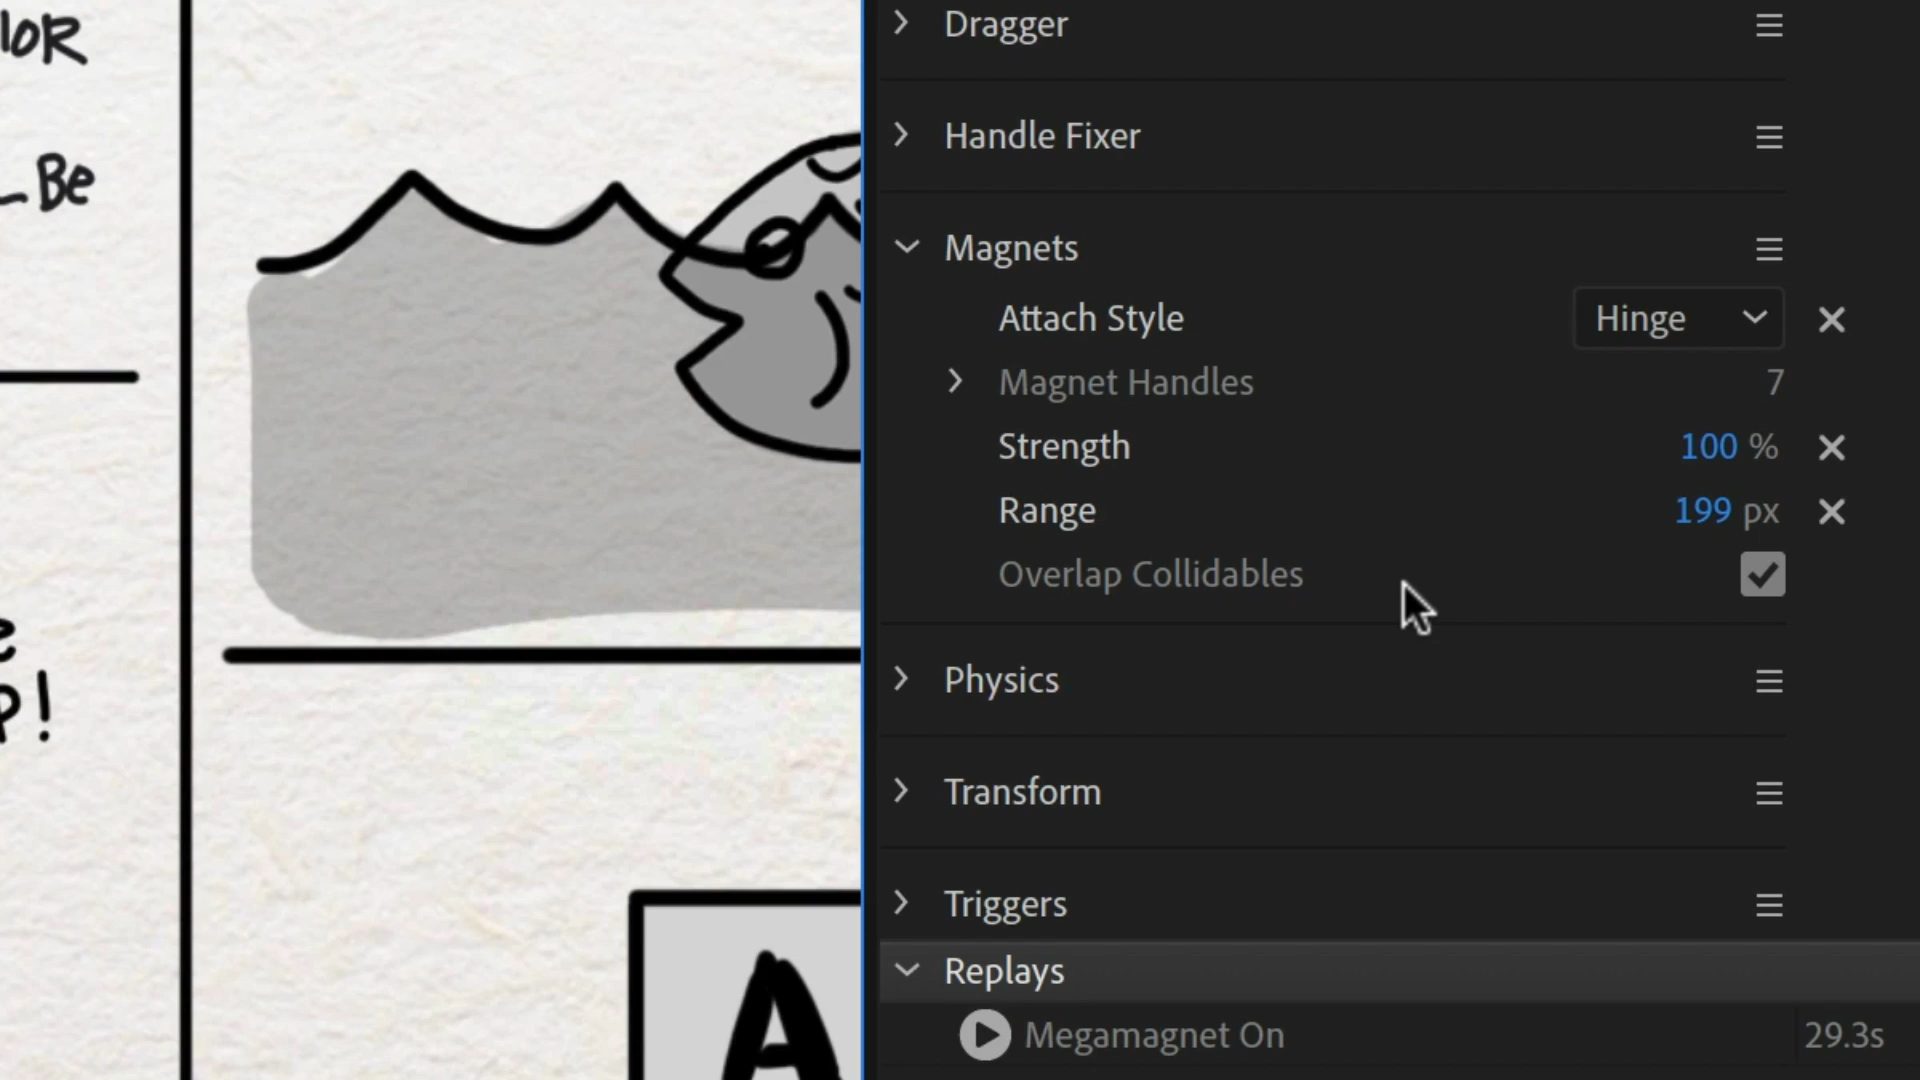 Be
P!
A
Dragger
Handle Fixer
Magnets
Attach Style Hinge
Magnet Handles 7
Strength 100 %
Range 199 px
Overlap Collidables
Physics
Transform
Triggers
Replays
Megamagnet On 29.3s